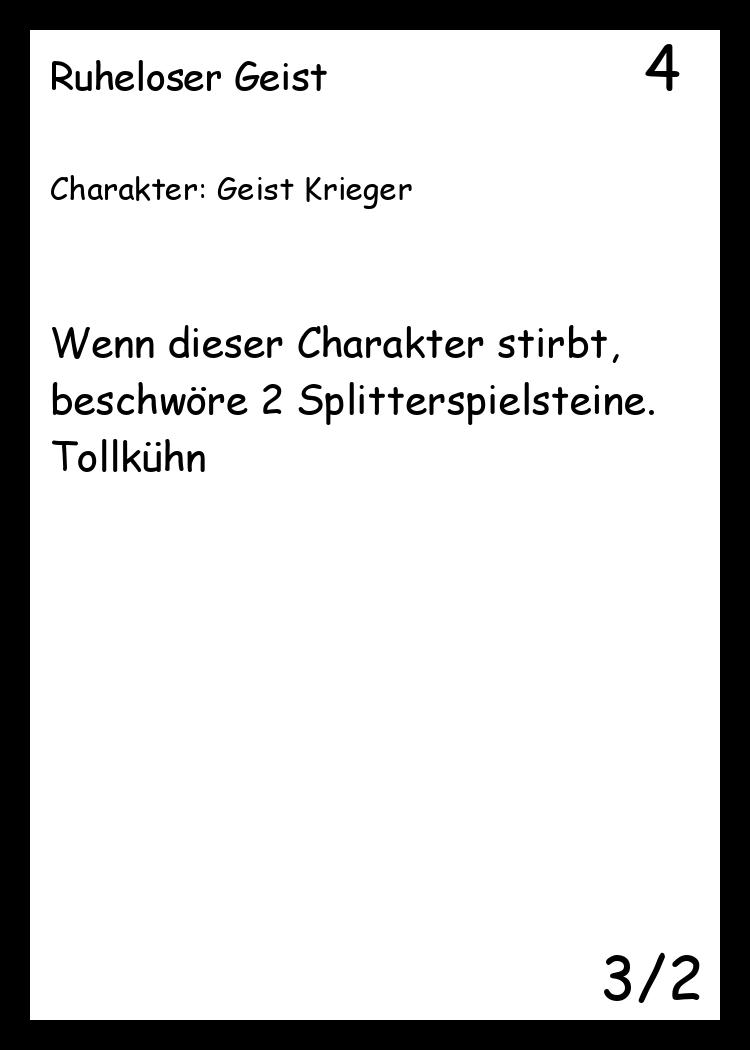 Ruheloser Geist 4
Charakter: Geist Krieger
Wenn dieser Charakter stirbt,
beschwöre 2 Splitterspielsteine.
Tollkühn
3/2